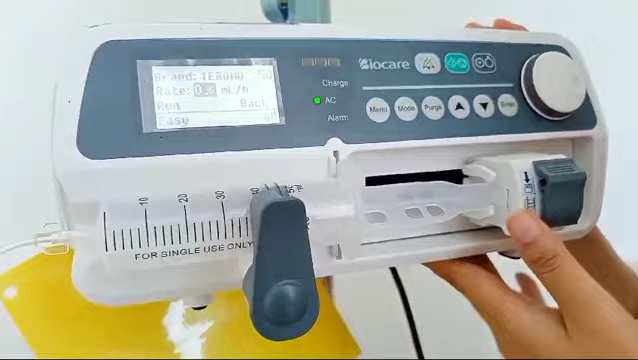 Brand: TERUMO 50
Rate: 0.6 mL/h
Run Back
Easy
Charge
AC
Alarm
Biocare
Menu Mode Purge Enter
10 20 30
FOR SINGLE USE ONLY